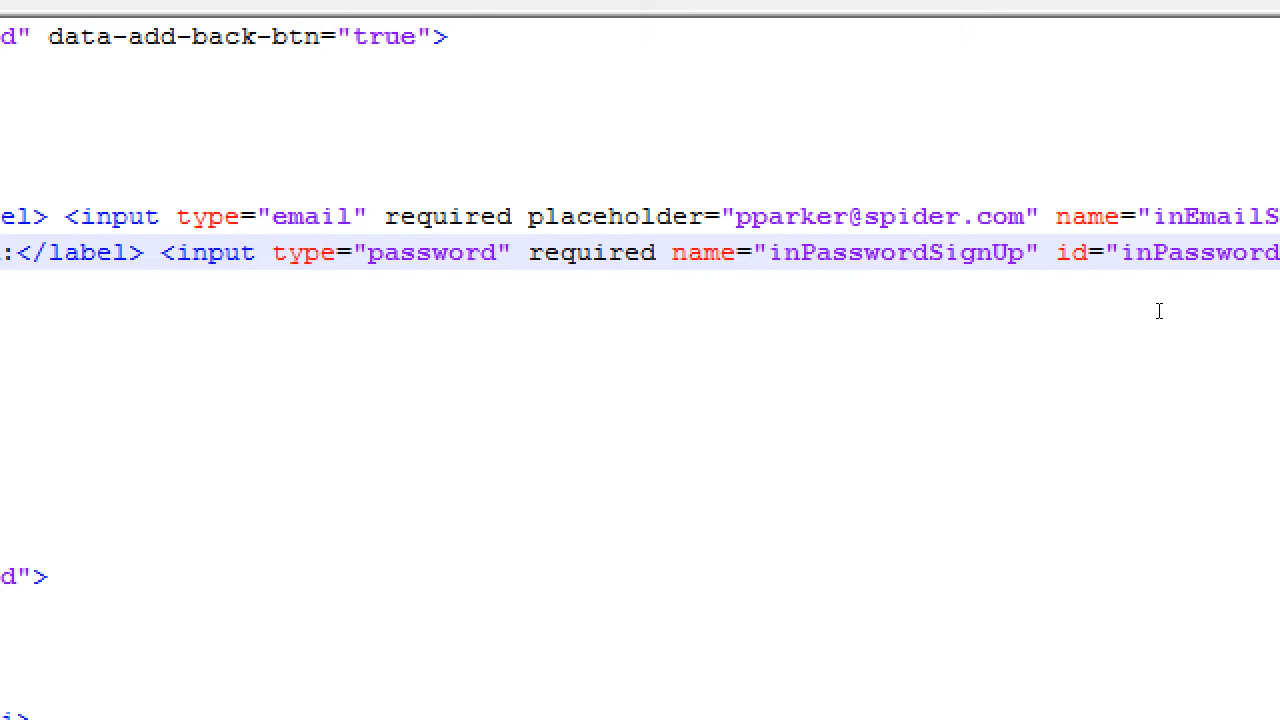 d" data-add-back-btn="true">
el> <input type="email" required placeholder="pparker@spider.com" name="inEmailS
:</label> <input type="password" required name="inPasswordSignUp" id="inPassword
d">
i>